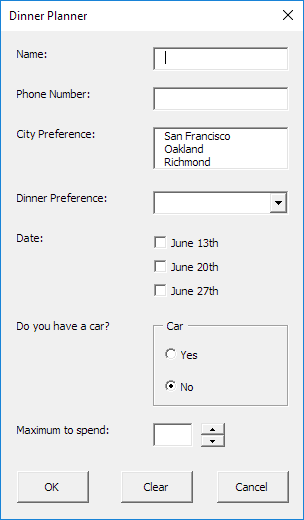 Dinner Planner
Name:
Phone Number:
City Preference:
San Francisco
Oakland
Richmond
Dinner Preference:
Date:
June 13th
June 20th
June 27th
Do you have a car?
Car
Yes
No
Maximum to spend:
OK
Clear
Cancel